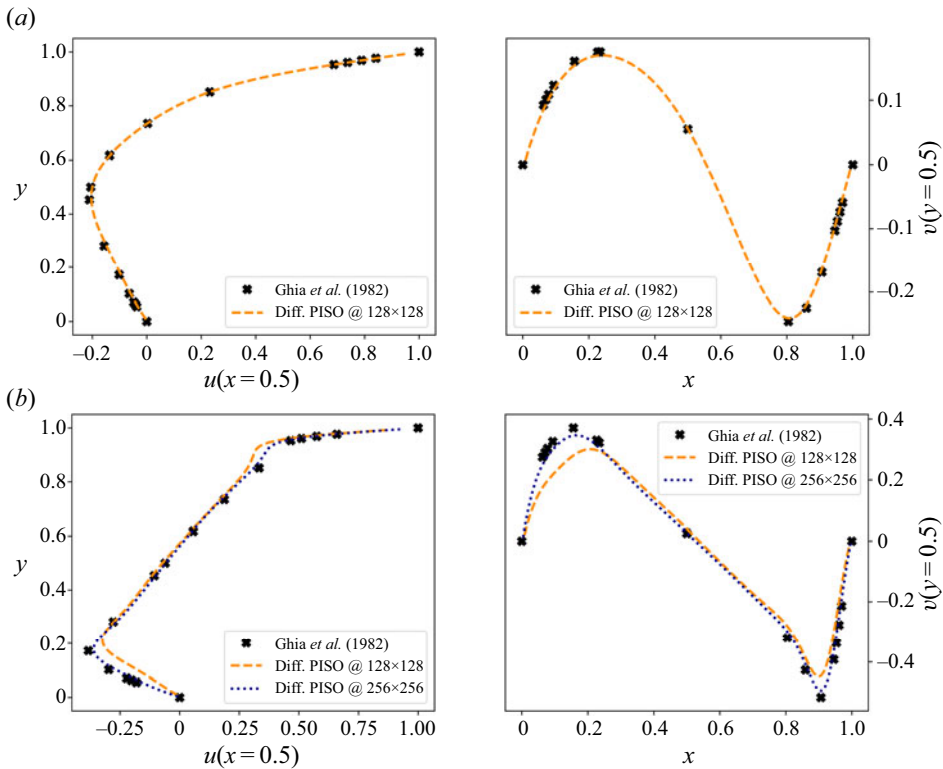 (a)
1.0
0.8
0.6
y
0.4
0.2
0
Ghia et al. (1982)
Diff. PISO @ 128×128
−0.2 0 0.2 0.4 0.6 0.8 1.0
u(x = 0.5)
0.1
0
v(y = 0.5)
−0.1
−0.2
Ghia et al. (1982)
Diff. PISO @ 128×128
0 0.2 0.4 0.6 0.8 1.0
x
(b)
1.0
0.8
0.6
y
0.4
0.2
0
Ghia et al. (1982)
Diff. PISO @ 128×128
Diff. PISO @ 256×256
−0.25 0 0.25 0.50 0.75 1.00
u(x = 0.5)
Ghia et al. (1982)
Diff. PISO @ 128×128
Diff. PISO @ 256×256
0.4
0.2
0
v(y = 0.5)
−0.2
−0.4
0 0.2 0.4 0.6 0.8 1.0
x